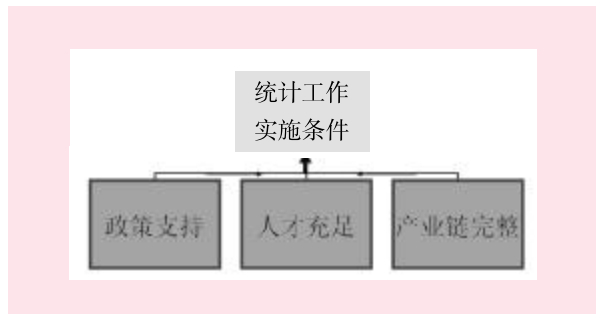 统计工作
实施条件
政策支持
人才充足
产业链完整